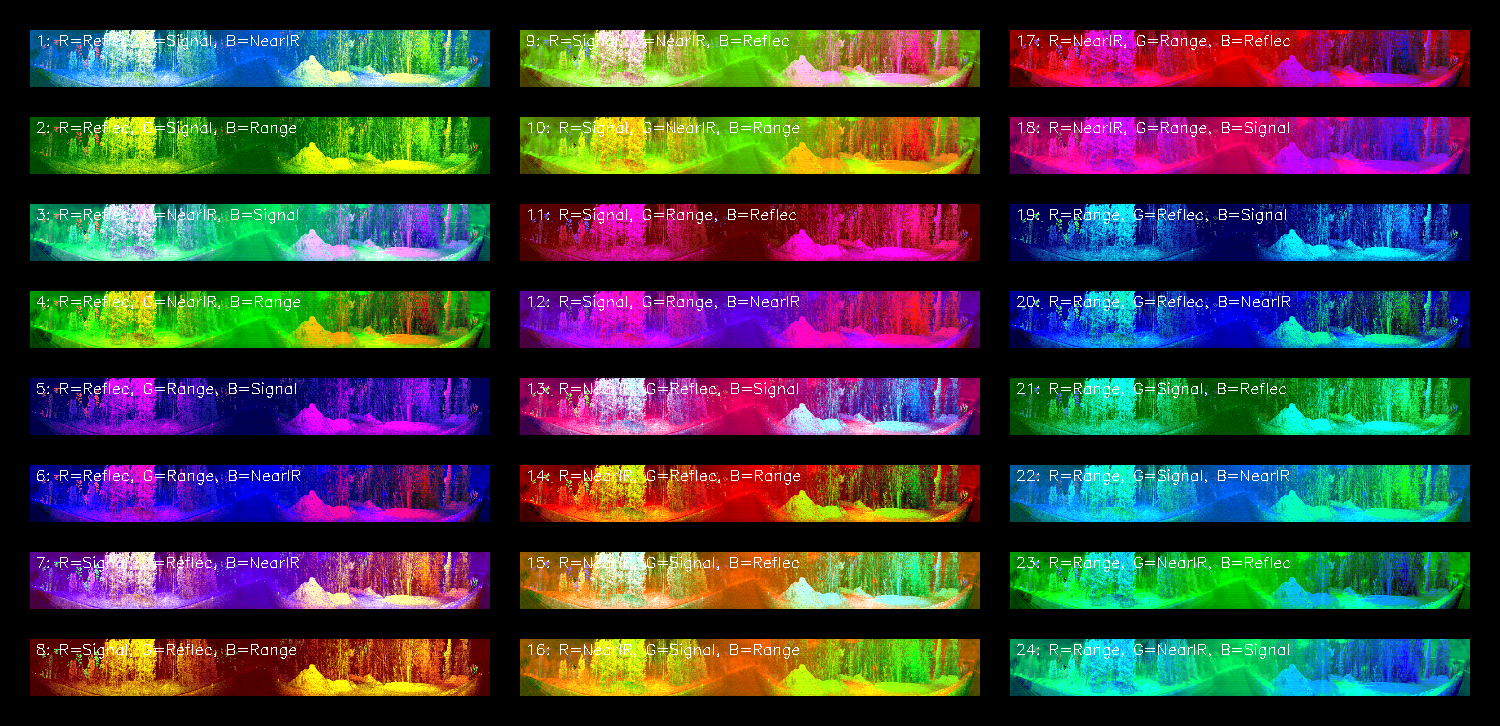 1: R=Reflec, G=Signal, B=NearIR
2: R=Reflec, G=Signal, B=Range
3: R=Reflec, G=NearIR, B=Signal
4: R=Reflec, G=NearIR, B=Range
5: R=Reflec, G=Range, B=Signal
6: R=Reflec, G=Range, B=NearIR
7: R=Signal, G=Reflec, B=NearIR
8: R=Signal, G=Reflec, B=Range
9: R=Signal, G=NearIR, B=Reflec
10: R=Signal, G=NearIR, B=Range
11: R=Signal, G=Range, B=Reflec
12: R=Signal, G=Range, B=NearIR
13: R=NearIR, G=Reflec, B=Signal
14: R=NearIR, G=Reflec, B=Range
15: R=NearIR, G=Signal, B=Reflec
16: R=NearIR, G=Signal, B=Range
17: R=NearIR, G=Range, B=Reflec
18: R=NearIR, G=Range, B=Signal
19: R=Range, G=Reflec, B=Signal
20: R=Range, G=Reflec, B=NearIR
21: R=Range, G=Signal, B=Reflec
22: R=Range, G=Signal, B=NearIR
23: R=Range, G=NearIR, B=Reflec
24: R=Range, G=NearIR, B=Signal